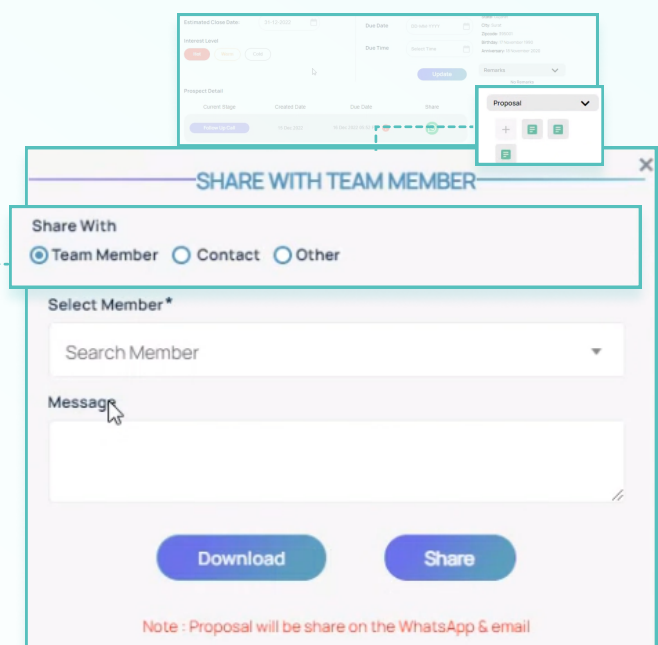 Estimated Close Date
Due Date
Interest Level
Due Time
Select Time
Update
Remarks
Prospect Detail
Current Stage Created Date Due Date Share
Proposal
SHARE WITH TEAM MEMBER
Share With
Team Member Contact Other
Select Member*
Search Member
Message
Download Share
Note : Proposal will be share on the WhatsApp & email